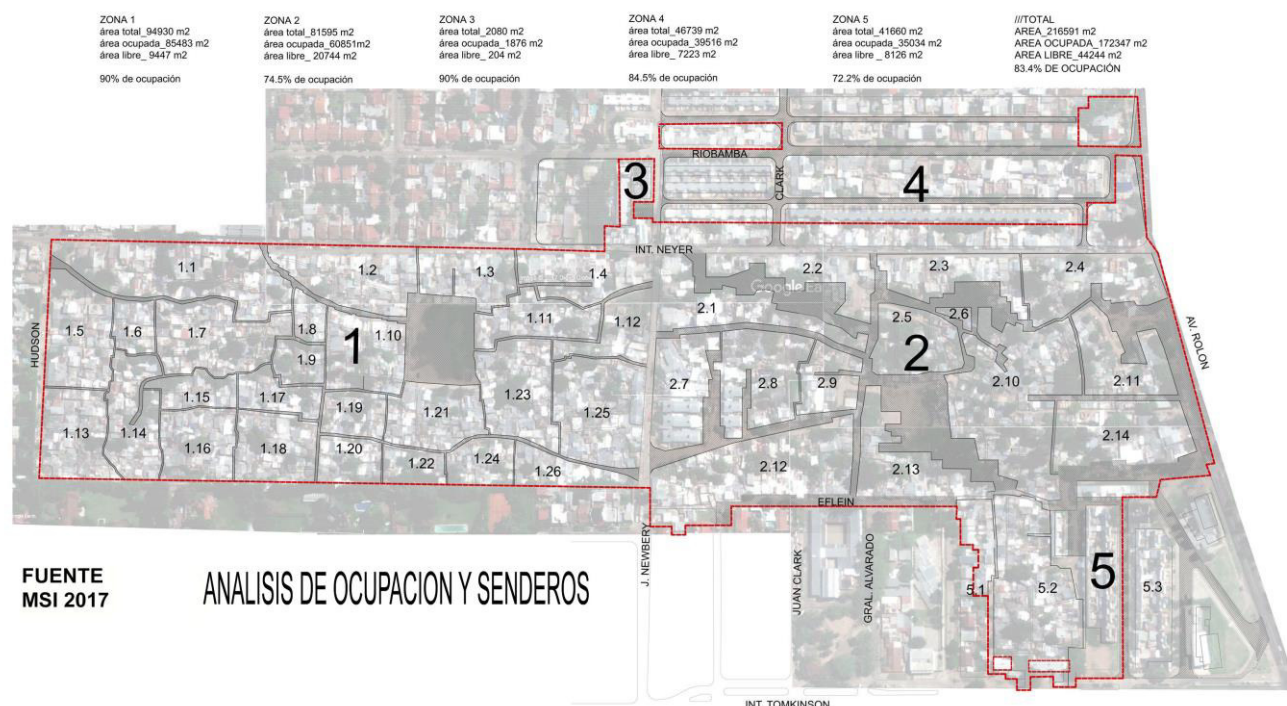 ZONA 1
área total_94930 m2
área ocupada_85483 m2
área libre_ 9447 m2
90% de ocupación
ZONA 2
área total_81595 m2
área ocupada_60851m2
área libre_ 20744 m2
74.5% de ocupación
ZONA 3
área total_2080 m2
área ocupada_1876 m2
área libre_ 204 m2
90% de ocupación
ZONA 4
área total_46739 m2
área ocupada_39516 m2
área libre_ 7223 m2
84.5% de ocupación
ZONA 5
área total_41660 m2
área ocupada_35034 m2
área libre _ 8126 m2
72.2% de ocupación
///TOTAL
AREA_216591 m2
AREA OCUPADA_172347 m2
AREA LIBRE_44244 m2
83.4% DE OCUPACIÓN
RIOBAMBA
CLARK
3
4
INT. NEYER
HUDSON
AV. ROLON
1.1
1.2
1.3
1.4
2.2
2.3
2.4
Google Ea
1.5
1.6
1.7
1.8
1
1.10
1.11
1.12
2.1
2.5
2.6
1.9
2
2.7
2.8
2.9
2.10
2.11
1.15
1.17
1.19
1.21
1.23
1.25
1.13
1.14
1.16
1.18
1.20
1.22
1.24
1.26
2.12
2.13
2.14
EFLEIN
J. NEWBERY
JUAN CLARK
GRAL. ALVARADO
5.1
5.2
5
5.3
FUENTE
MSI 2017
ANALISIS DE OCUPACION Y SENDEROS
INT. TOMKINSON